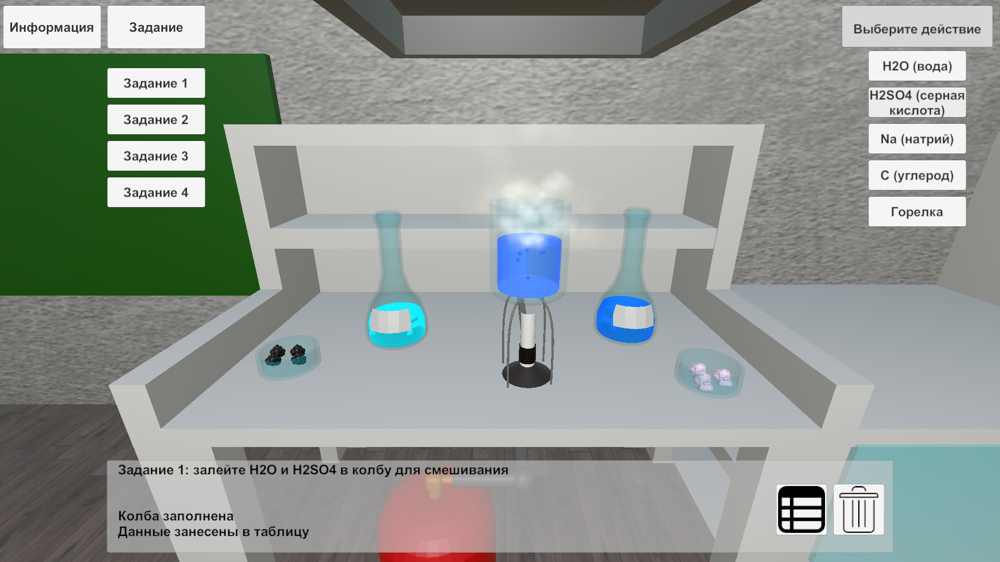 Информация
Задание
Выберите действие
Задание 1
Задание 2
Задание 3
Задание 4
H2O (вода)
H2SO4 (серная
кислота)
Na (натрий)
C (углерод)
Горелка
Задание 1: залейте H2O и H2SO4 в колбу для смешивания
Колба заполнена
Данные занесены в таблицу